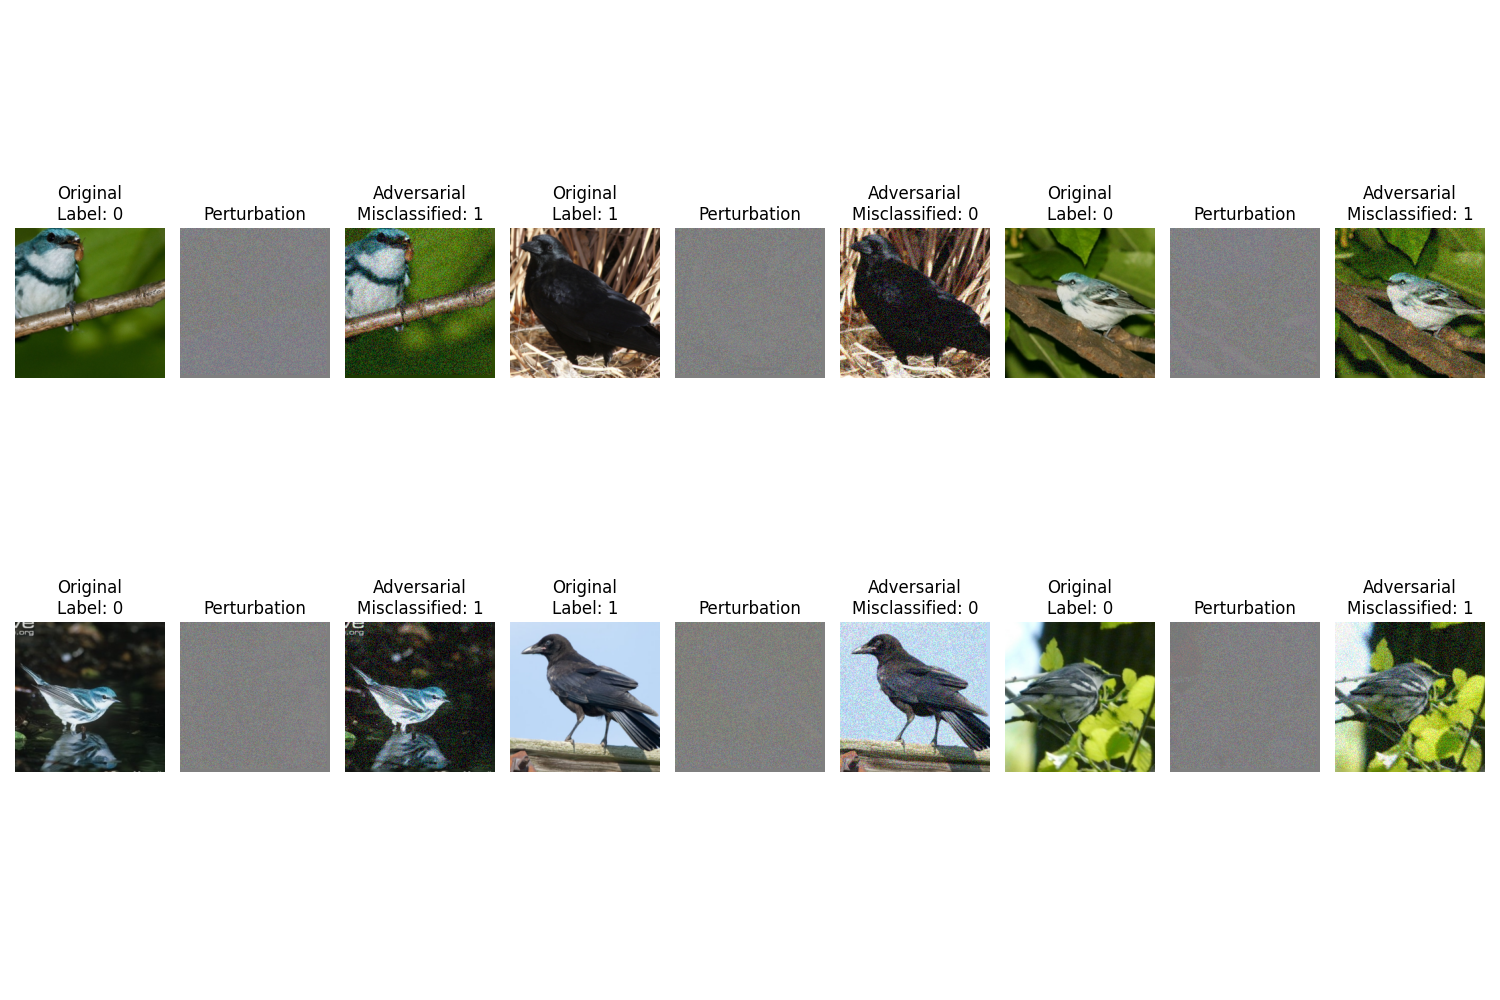 Original
Label: 0
Perturbation
Adversarial
Misclassified: 1
Original
Label: 1
Perturbation
Adversarial
Misclassified: 0
Original
Label: 0
Perturbation
Adversarial
Misclassified: 1
Original
Label: 0
Perturbation
Adversarial
Misclassified: 1
Original
Label: 1
Perturbation
Adversarial
Misclassified: 0
Original
Label: 0
Perturbation
Adversarial
Misclassified: 1
.org
.org